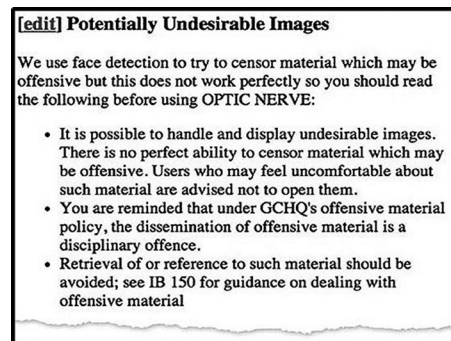 [edit] Potentially Undesirable Images
We use face detection to try to censor material which may be
offensive but this does not work perfectly so you should read
the following before using OPTIC NERVE:
• It is possible to handle and display undesirable images.
There is no perfect ability to censor material which may
be offensive. Users who may feel uncomfortable about
such material are advised not to open them.
• You are reminded that under GCHQ's offensive material
policy, the dissemination of offensive material is a
disciplinary offence.
• Retrieval of or reference to such material should be
avoided; see IB 150 for guidance on dealing with
offensive material